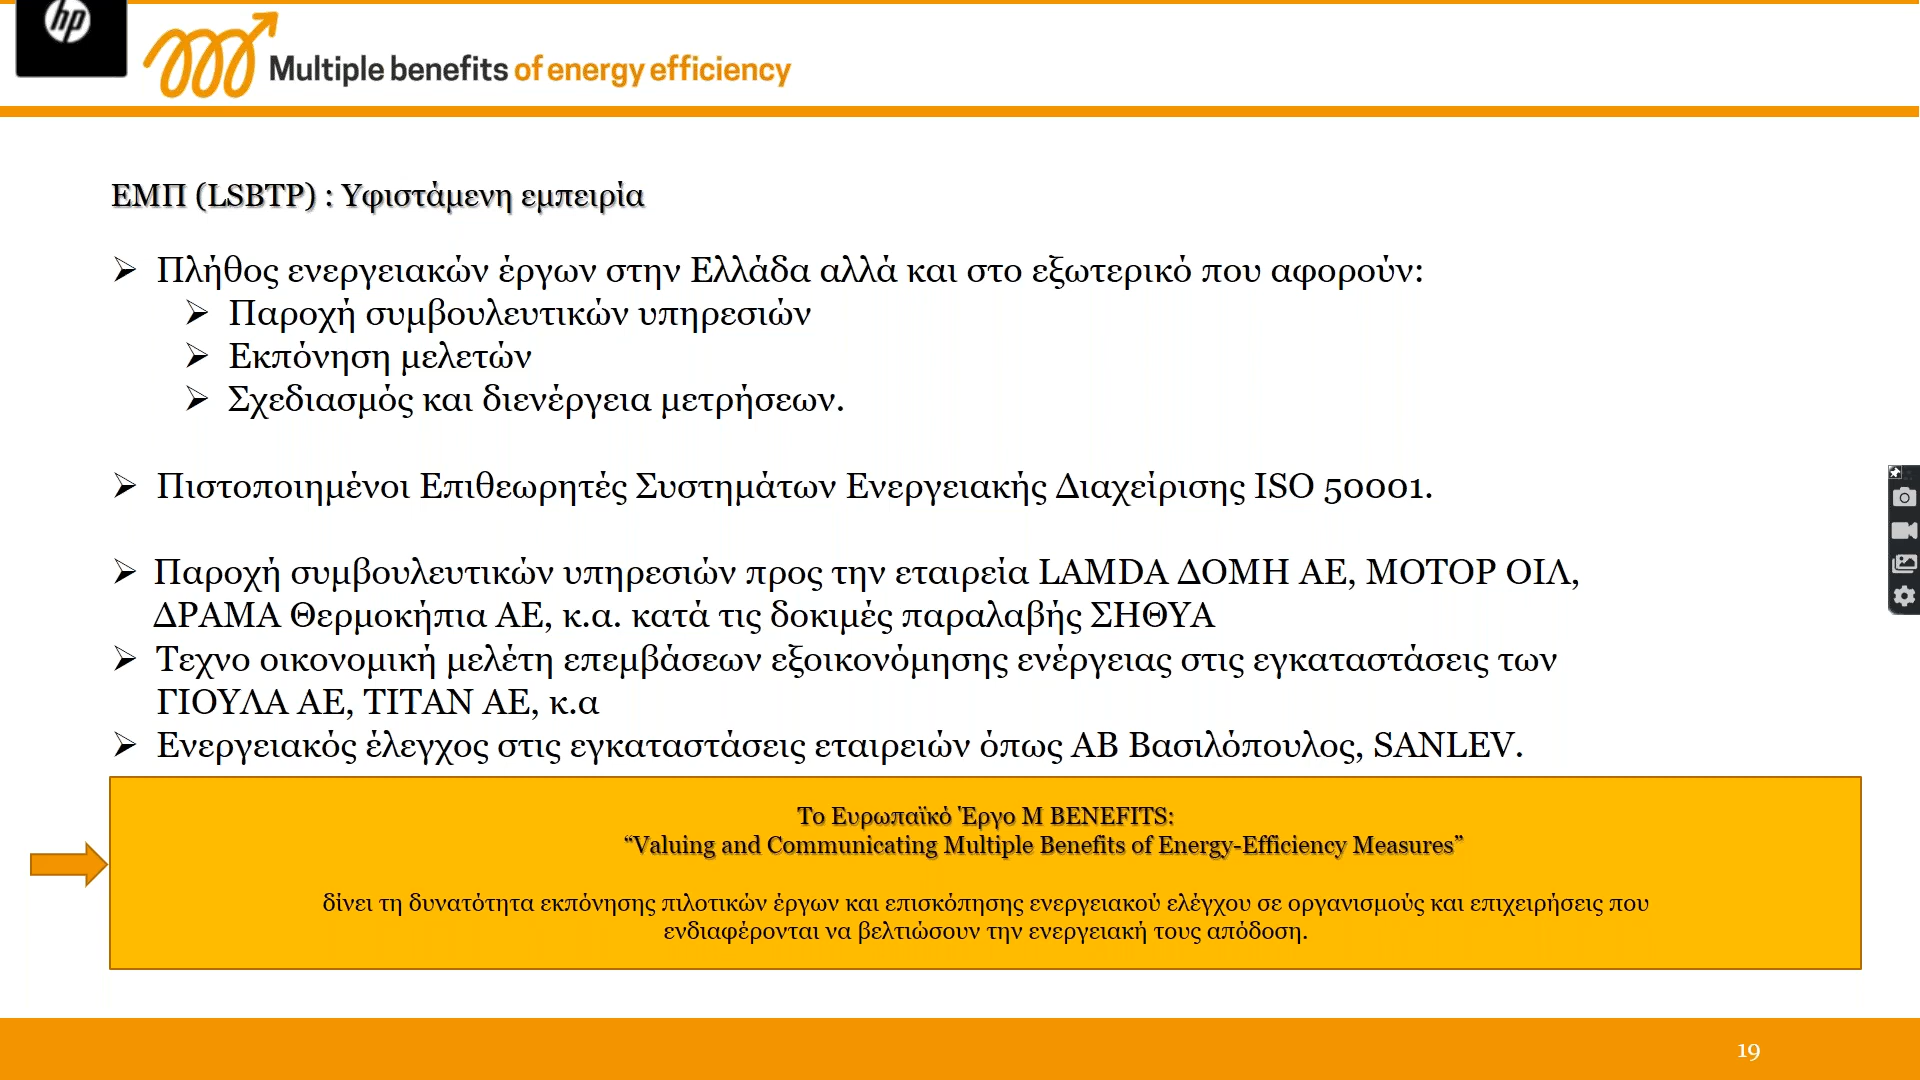 hp
Multiple benefits of energy efficiency
ΕΜΠ (LSBTP) : Υφιστάμενη εμπειρία
➢ Πλήθος ενεργειακών έργων στην Ελλάδα αλλά και στο εξωτερικό που αφορούν:
➢ Παροχή συμβουλευτικών υπηρεσιών
➢ Εκπόνηση μελετών
➢ Σχεδιασμός και διενέργεια μετρήσεων.
➢ Πιστοποιημένοι Επιθεωρητές Συστημάτων Ενεργειακής Διαχείρισης ISO 50001.
➢ Παροχή συμβουλευτικών υπηρεσιών προς την εταιρεία LAMDA ΔΟΜΗ ΑΕ, ΜΟΤΟΡ ΟΙΛ,
ΔΡΑΜΑ Θερμοκήπια ΑΕ, κ.α. κατά τις δοκιμές παραλαβής ΣΗΘΥΑ
➢ Τεχνο οικονομική μελέτη επεμβάσεων εξοικονόμησης ενέργειας στις εγκαταστάσεις των
ΓΙΟΥΛΑ ΑΕ, ΤΙΤΑΝ ΑΕ, κ.α
➢ Ενεργειακός έλεγχος στις εγκαταστάσεις εταιρειών όπως ΑΒ Βασιλόπουλος, SANLEV.
Το Ευρωπαϊκό Έργο M BENEFITS:
“Valuing and Communicating Multiple Benefits of Energy-Efficiency Measures”
δίνει τη δυνατότητα εκπόνησης πιλοτικών έργων και επισκόπησης ενεργειακού ελέγχου σε οργανισμούς και επιχειρήσεις που
ενδιαφέρονται να βελτιώσουν την ενεργειακή τους απόδοση.
19